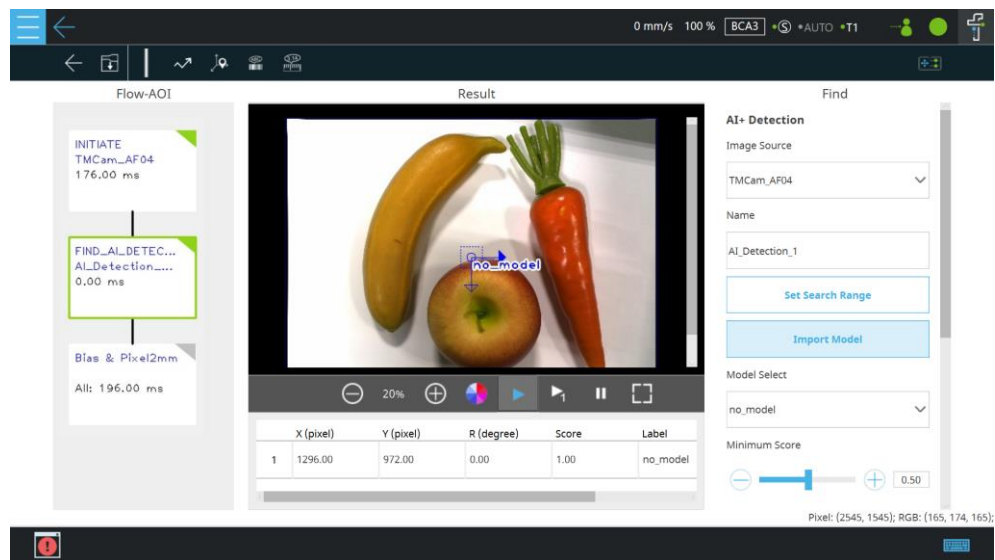 0 mm/s 100 % BCA3 S AUTO T1
Flow-AOI
INITIATE
TMCam_AF04
176.00 ms
FIND_AI_DETEC...
AI_Detection_...
0.00 ms
Bias & Pixel2mm
All: 196.00 ms
Result
no_model
20%
1
X (pixel) Y (pixel) R (degree) Score Label
1 1296.00 972.00 0.00 1.00 no_model
Find
AI+ Detection
Image Source
TMCam_AF04
Name
AI_Detection_1
Set Search Range
Import Model
Model Select
no_model
Minimum Score
0.50
Pixel: (2545, 1545); RGB: (165, 174, 165);